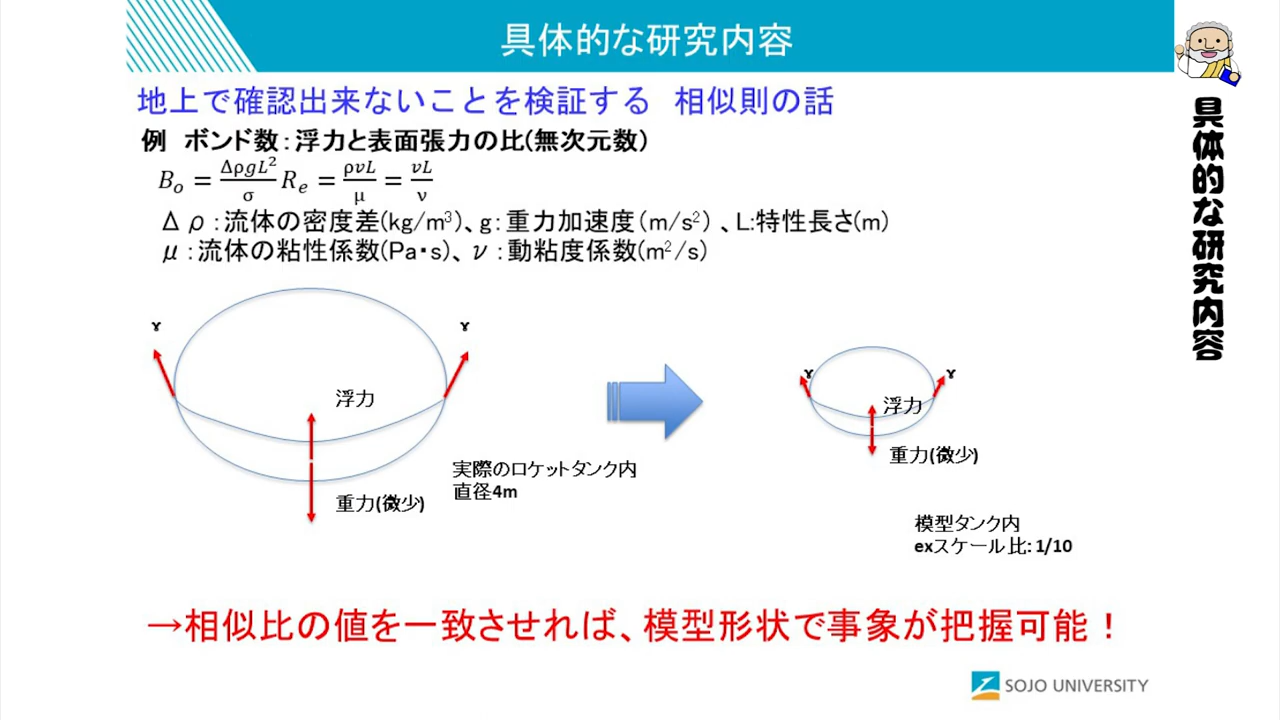 具体的な研究内容
地上で確認出来ないことを検証する　相似則の話
例　ボンド数：浮力と表面張力の比(無次元数)
Bₒ = ΔρgL²/σ Rₑ = ρvL/μ = vL/ν
Δρ：流体の密度差(kg/m³)、g：重力加速度(m/s²)、L:特性長さ(m)
μ：流体の粘性係数(Pa・s)、ν：動粘度係数(m²/s)
γ
γ
浮力
重力(微少)
実際のロケットタンク内
直径4m
γ
γ
浮力
重力(微少)
模型タンク内
exスケール比：1/10
→相似比の値を一致させれば、模型形状で事象が把握可能！
SOJO UNIVERSITY
具体的な研究内容